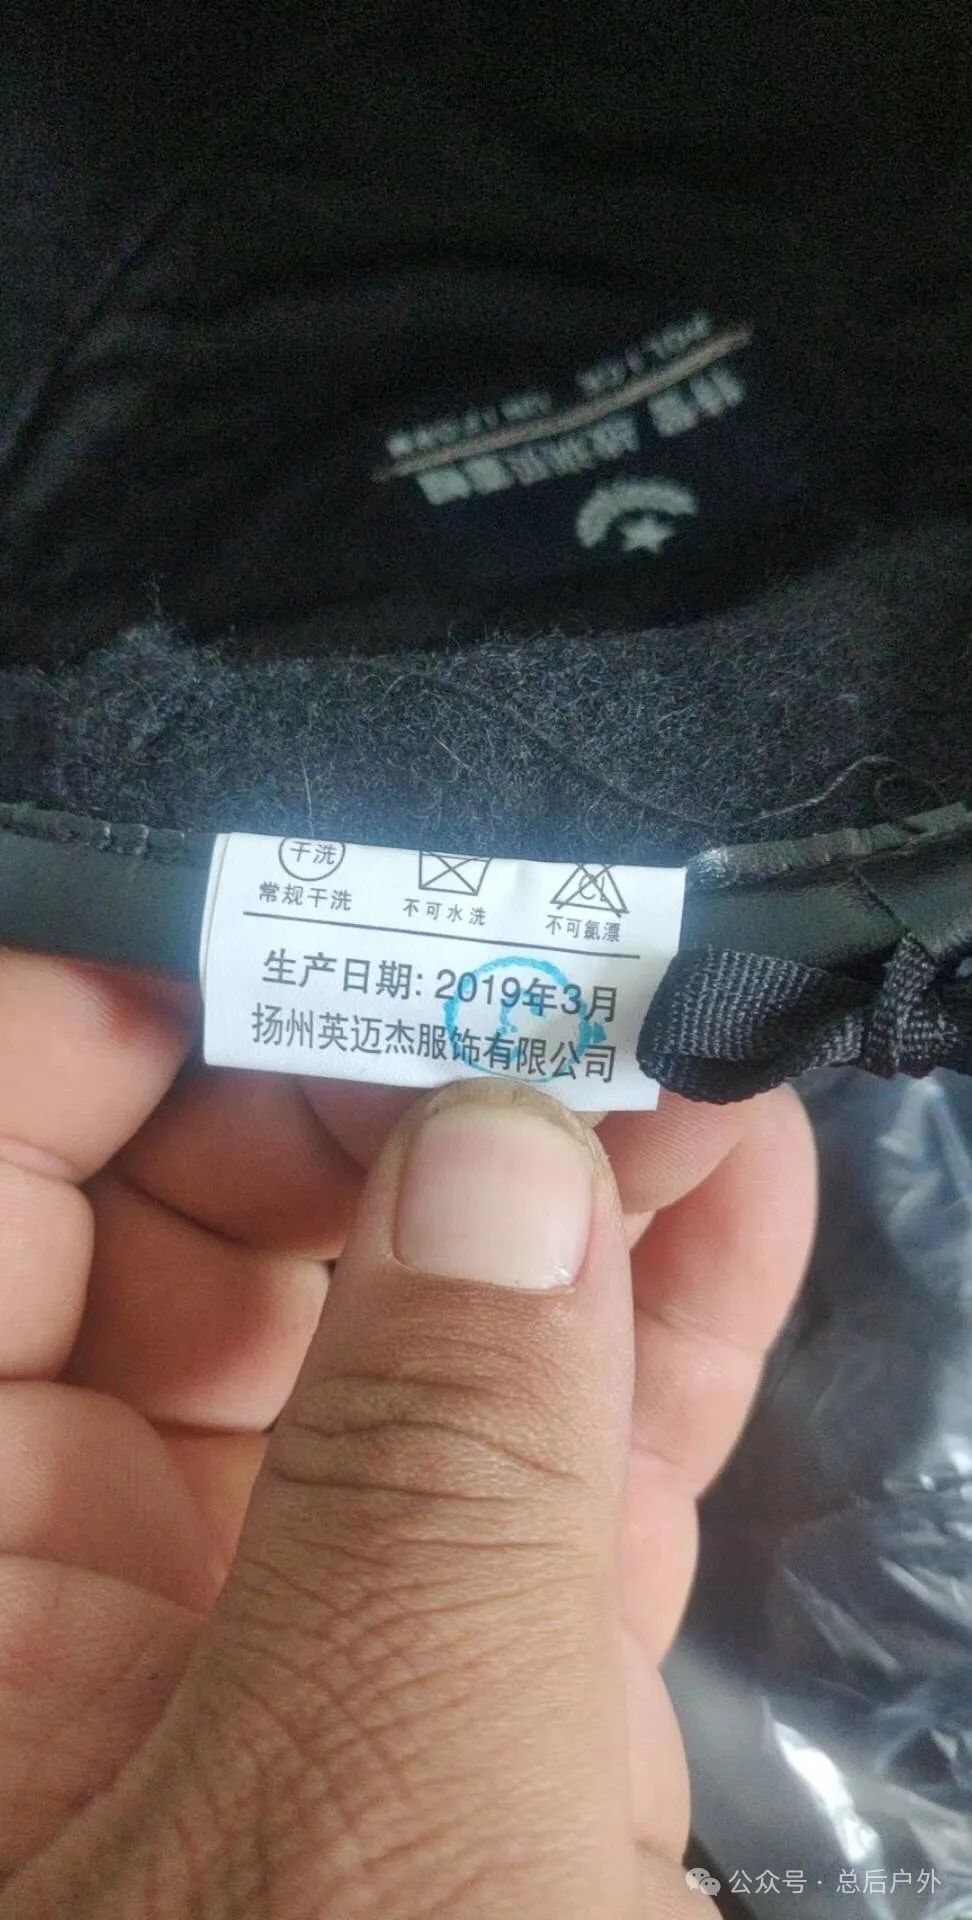 干洗
CL
常规干洗 不可水洗 不可氯漂
生产日期: 2019年3月
扬州英迈杰服饰有限公司
公众号 · 总后户外